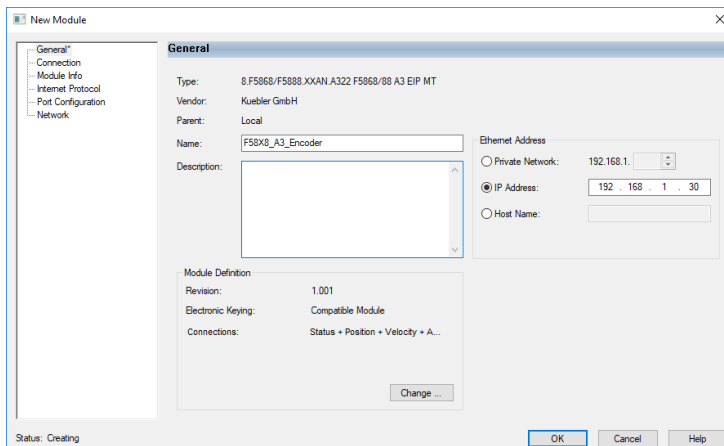 New Module
General*
Connection
Module Info
Internet Protocol
Port Configuration
Network
General
Type: 8.F5868/F5888.XXAN.A322 F5868/88 A3 EIP MT
Vendor: Kuebler GmbH
Parent: Local
Name: F58X8_A3_Encoder
Description:
Ethernet Address
Private Network: 192.168.1.
IP Address: 192 . 168 . 1 . 30
Host Name:
Module Definition
Revision: 1.001
Electronic Keying: Compatible Module
Connections: Status + Position + Velocity + A...
Change ...
Status: Creating
OK
Cancel
Help